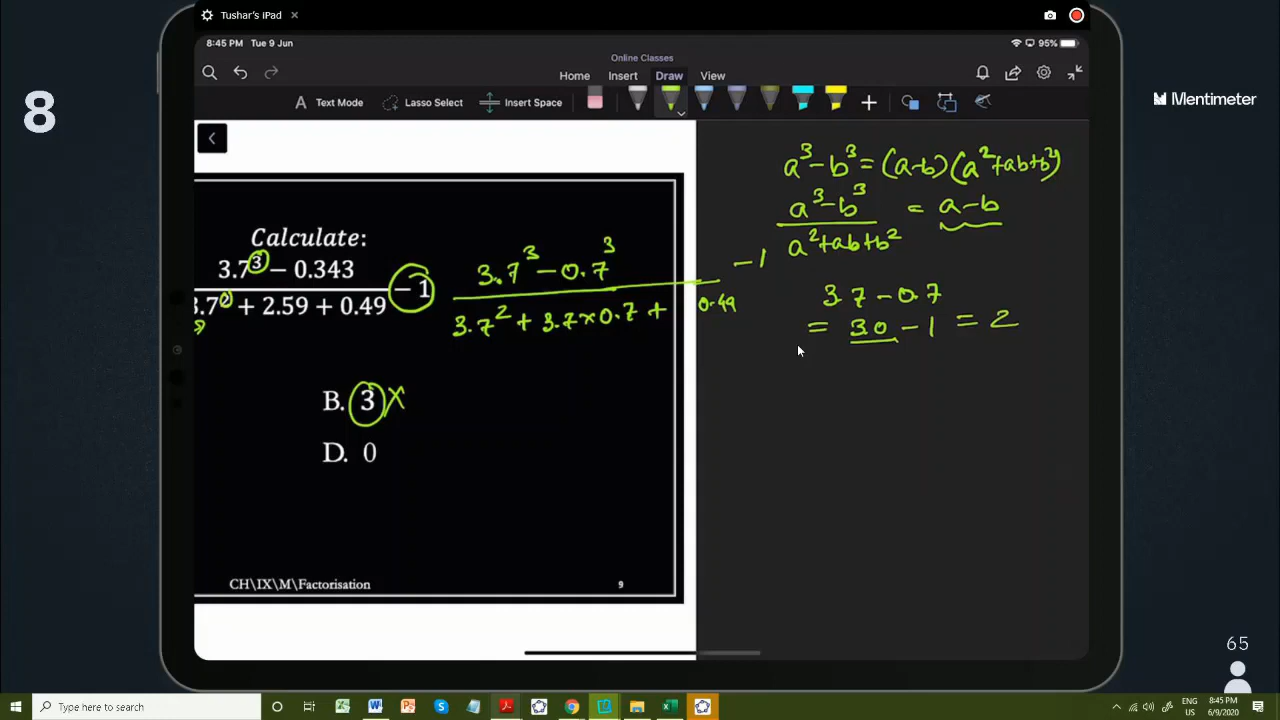 Tushar's iPad ×
8:45 PM Tue 9 Jun
95%
Online Classes
Home Insert Draw View
Text Mode Lasso Select Insert Space
8
Mentimeter
Calculate:
3.7³ − 0.343
3.7² + 2.59 + 0.49
− 1
3.7³ − 0.7³
3.7² + 3.7×0.7 + 0.49
−1
a³−b³ = (a−b)(a²+ab+b²)
a³−b³
a²+ab+b²
= a−b
3.7 − 0.7
= 3.0 − 1 = 2
B. 3 ×
D. 0
CH\IX\M\Factorisation
9
65
Type here to search
ENG
US
8:45 PM
6/9/2020